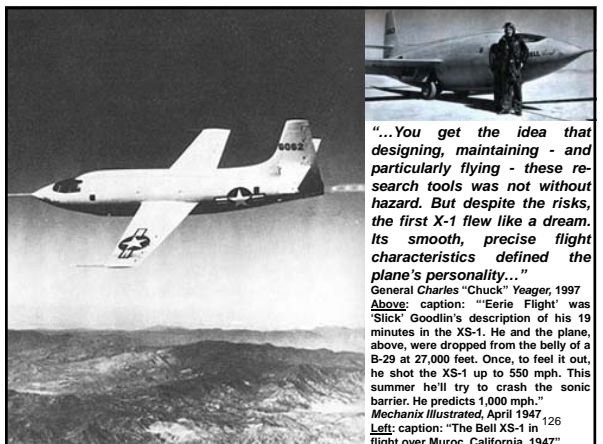 6062
"…You get the idea that
designing, maintaining - and
particularly flying - these re-
search tools was not without
hazard. But despite the risks,
the first X-1 flew like a dream.
Its smooth, precise flight
characteristics defined the
plane's personality…"
General Charles "Chuck" Yeager, 1997
Above: caption: "'Eerie Flight' was
'Slick' Goodlin's description of his 19
minutes in the XS-1. He and the plane,
above, were dropped from the belly of a
B-29 at 27,000 feet. Once, to feel it out,
he shot the XS-1 up to 550 mph. This
summer he'll try to crash the sonic
barrier. He predicts 1,000 mph."
Mechanix Illustrated, April 1947
126
Left: caption: "The Bell XS-1 in
flight over Muroc, California, 1947"